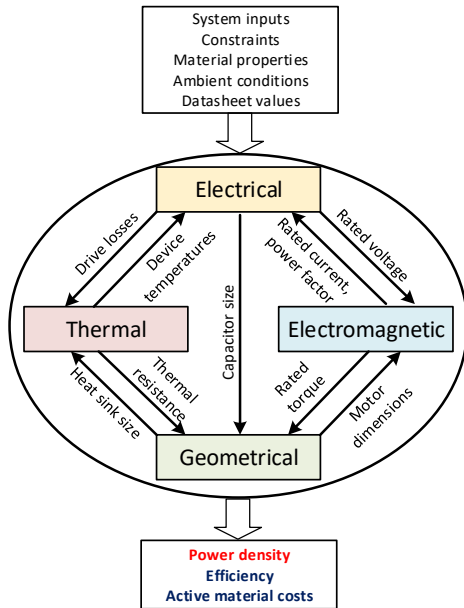 System inputs
Constraints
Material properties
Ambient conditions
Datasheet values
Electrical
Drive losses
Device
temperatures
Capacitor size
Rated current,
power factor
Rated voltage
Thermal
Electromagnetic
Heat sink size
Thermal
resistance
Rated
torque
Motor
dimensions
Geometrical
Power density
Efficiency
Active material costs